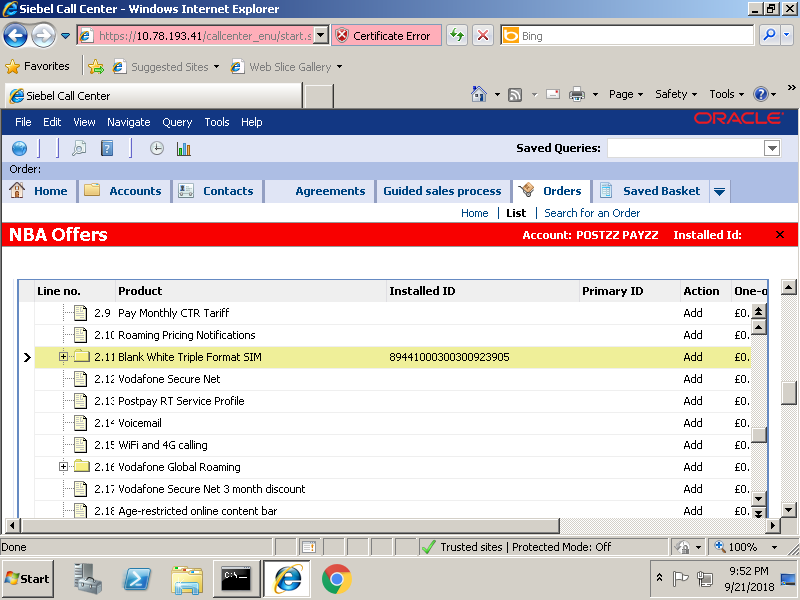 Siebel Call Center - Windows Internet Explorer
https://10.78.193.41/callcenter_enu/start.s
Certificate Error
Bing
Favorites
Suggested Sites
Web Slice Gallery
Siebel Call Center
Page
Safety
Tools
»
File Edit View Navigate Query Tools Help
ORACLE
Saved Queries:
Order:
Home Accounts Contacts Agreements Guided sales process Orders Saved Basket
Home | List | Search for an Order
NBA Offers Account: POSTZZ PAYZZ Installed Id:
Line no. Product Installed ID Primary ID Action One-o
2.9 Pay Monthly CTR Tariff Add £0.
2.10 Roaming Pricing Notifications Add £0.
2.11 Blank White Triple Format SIM 89441000300300923905 Add £0.
2.12 Vodafone Secure Net Add £0.
2.13 Postpay RT Service Profile Add £0.
2.14 Voicemail Add £0.
2.15 WiFi and 4G calling Add £0.
2.16 Vodafone Global Roaming Add £0.
2.17 Vodafone Secure Net 3 month discount Add £0.
2.18 Age-restricted online content bar Add £0.
Done
Trusted sites | Protected Mode: Off
100%
Start
C:\.
9:52 PM
9/21/2018